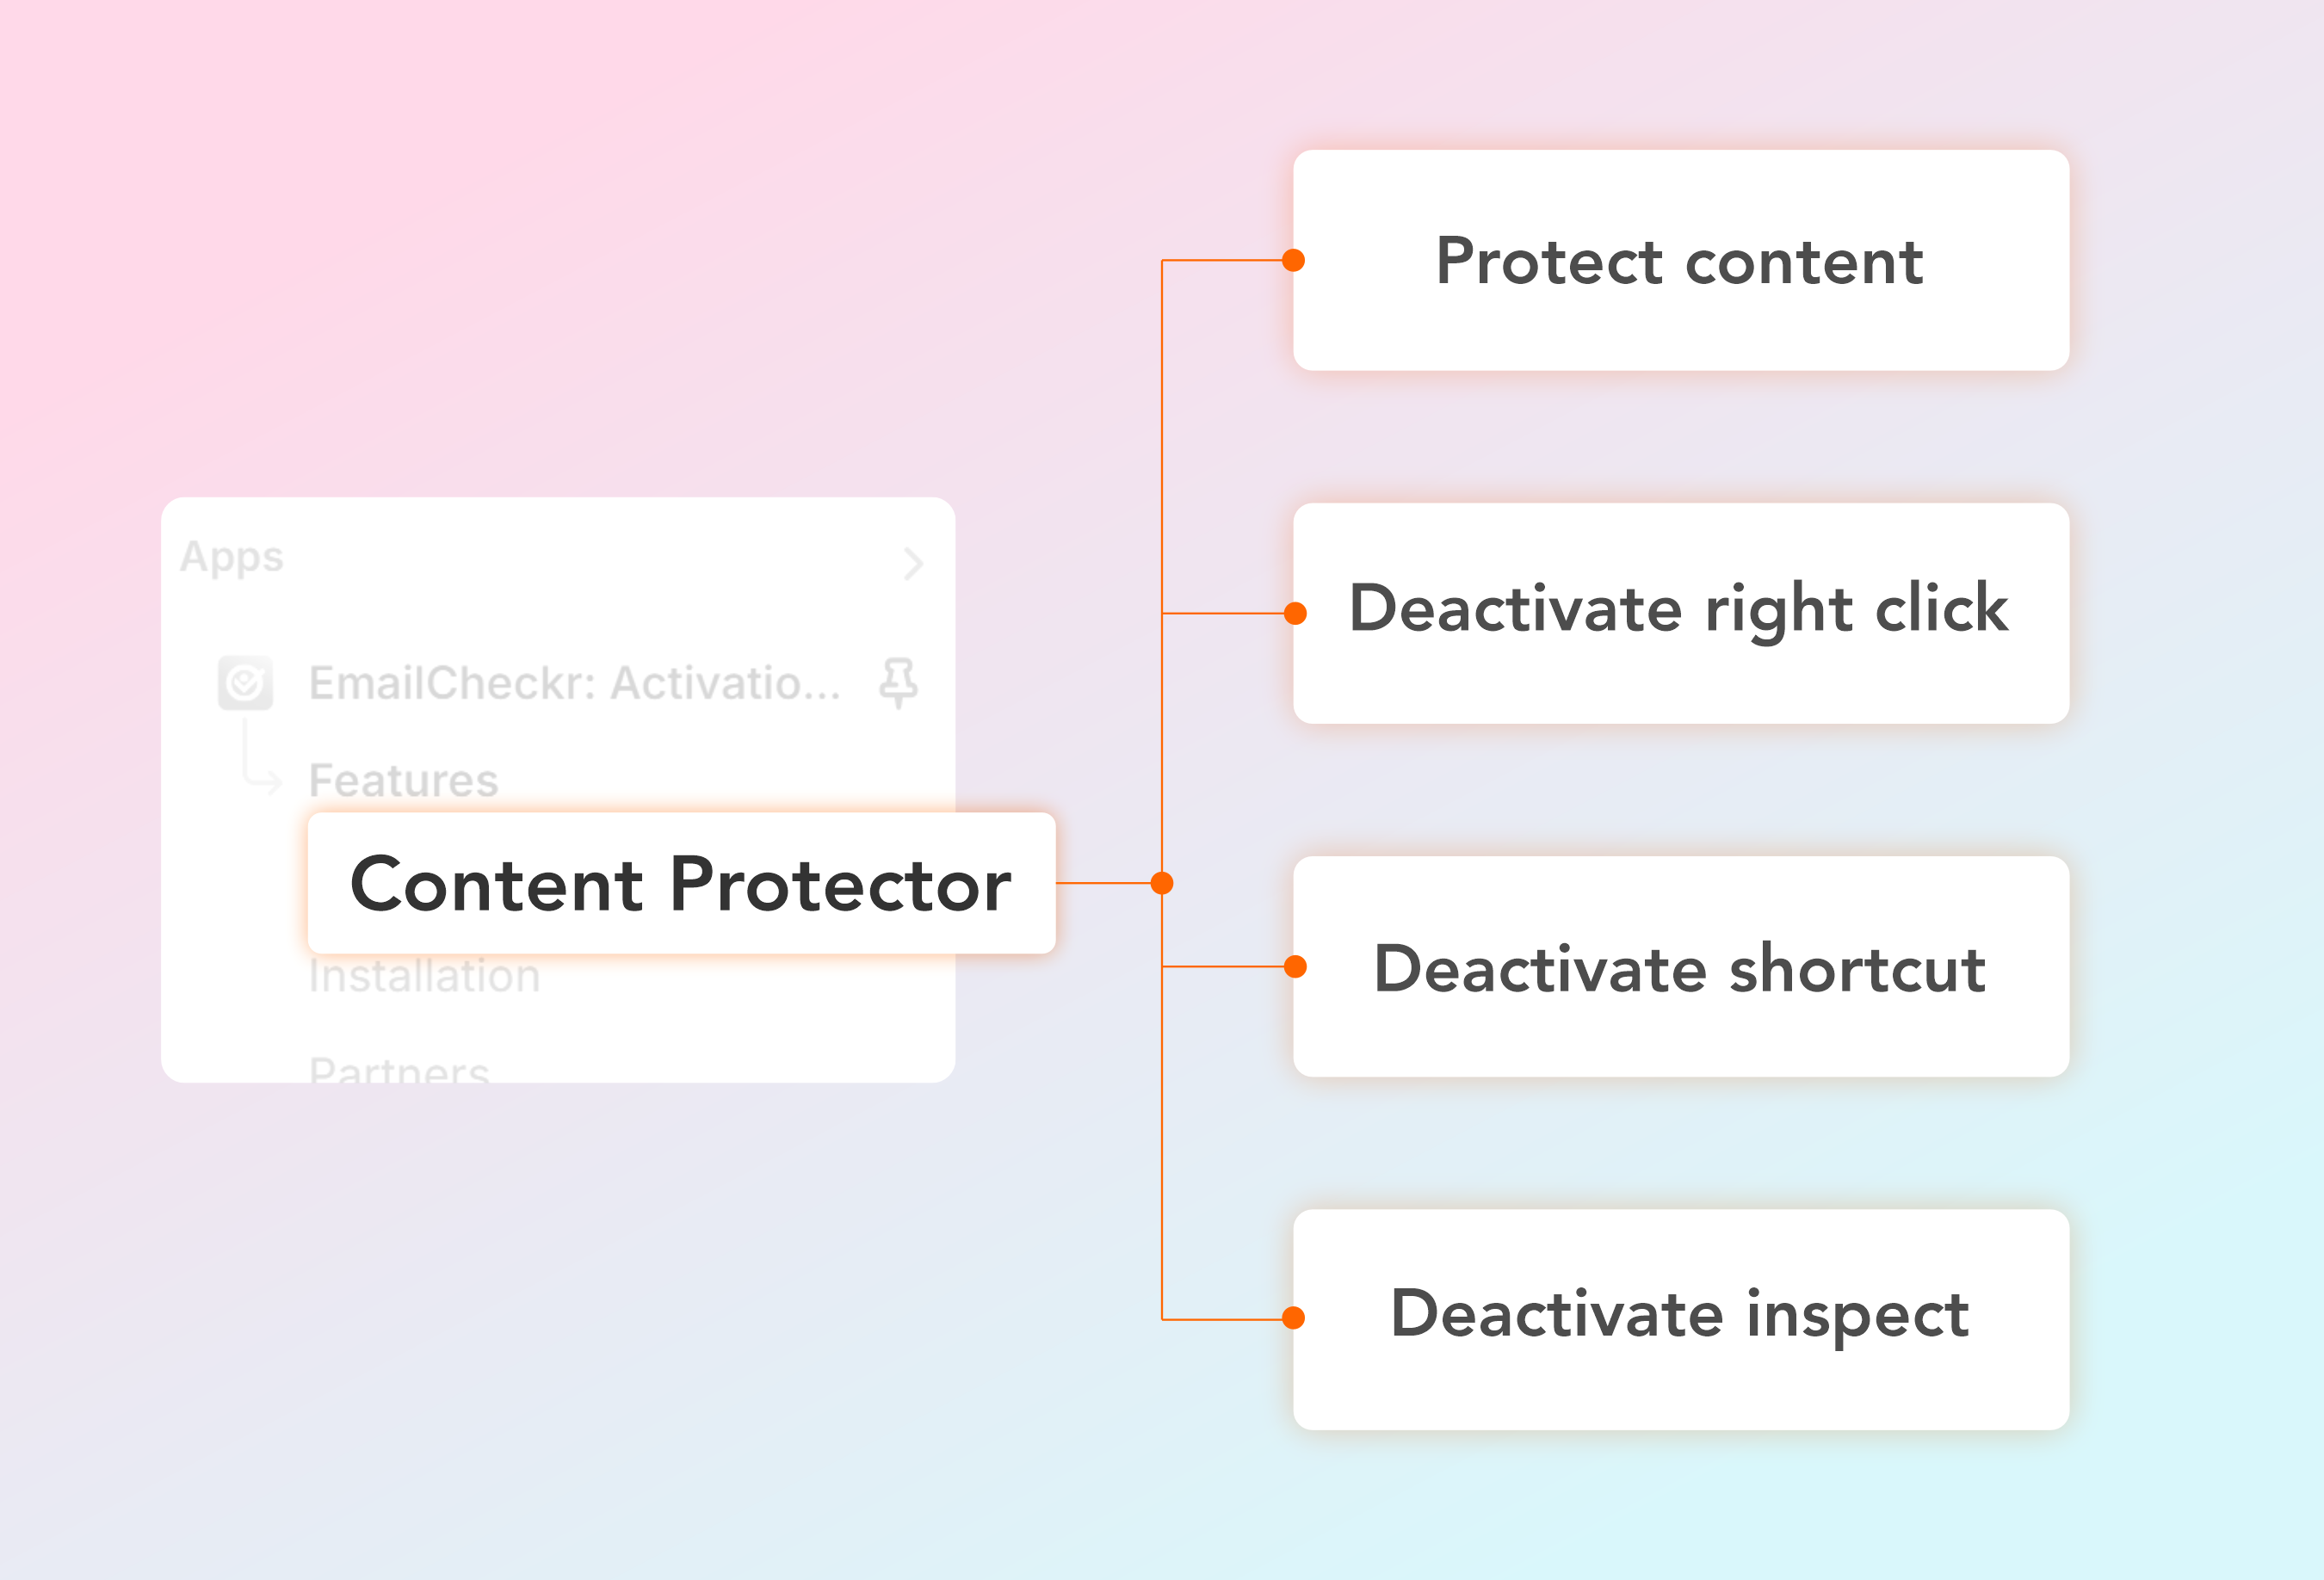 Apps
EmailCheckr: Activatio...
Features
Content Protector
Installation
Partners
Protect content
Deactivate right click
Deactivate shortcut
Deactivate inspect